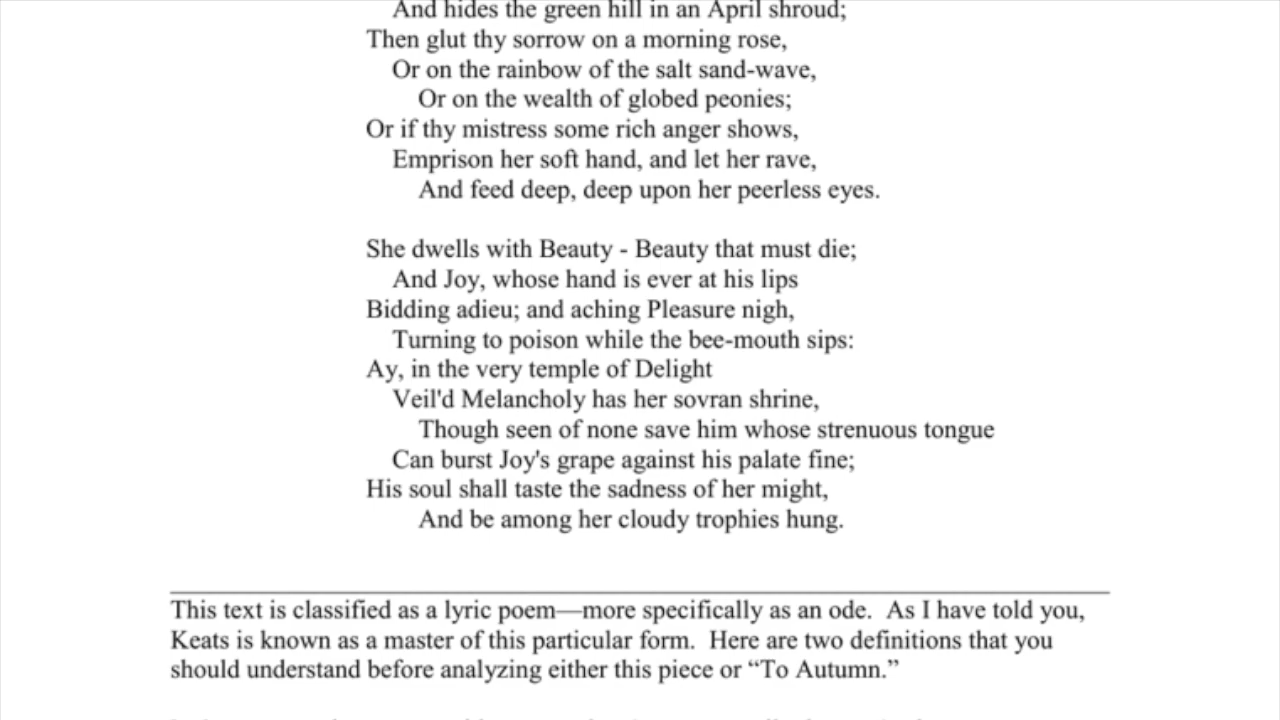 And hides the green hill in an April shroud;
Then glut thy sorrow on a morning rose,
Or on the rainbow of the salt sand-wave,
Or on the wealth of globed peonies;
Or if thy mistress some rich anger shows,
Emprison her soft hand, and let her rave,
And feed deep, deep upon her peerless eyes.

She dwells with Beauty - Beauty that must die;
And Joy, whose hand is ever at his lips
Bidding adieu; and aching Pleasure nigh,
Turning to poison while the bee-mouth sips:
Ay, in the very temple of Delight
Veil'd Melancholy has her sovran shrine,
Though seen of none save him whose strenuous tongue
Can burst Joy's grape against his palate fine;
His soul shall taste the sadness of her might,
And be among her cloudy trophies hung.

This text is classified as a lyric poem—more specifically as an ode.  As I have told you,
Keats is known as a master of this particular form.  Here are two definitions that you
should understand before analyzing either this piece or “To Autumn.”